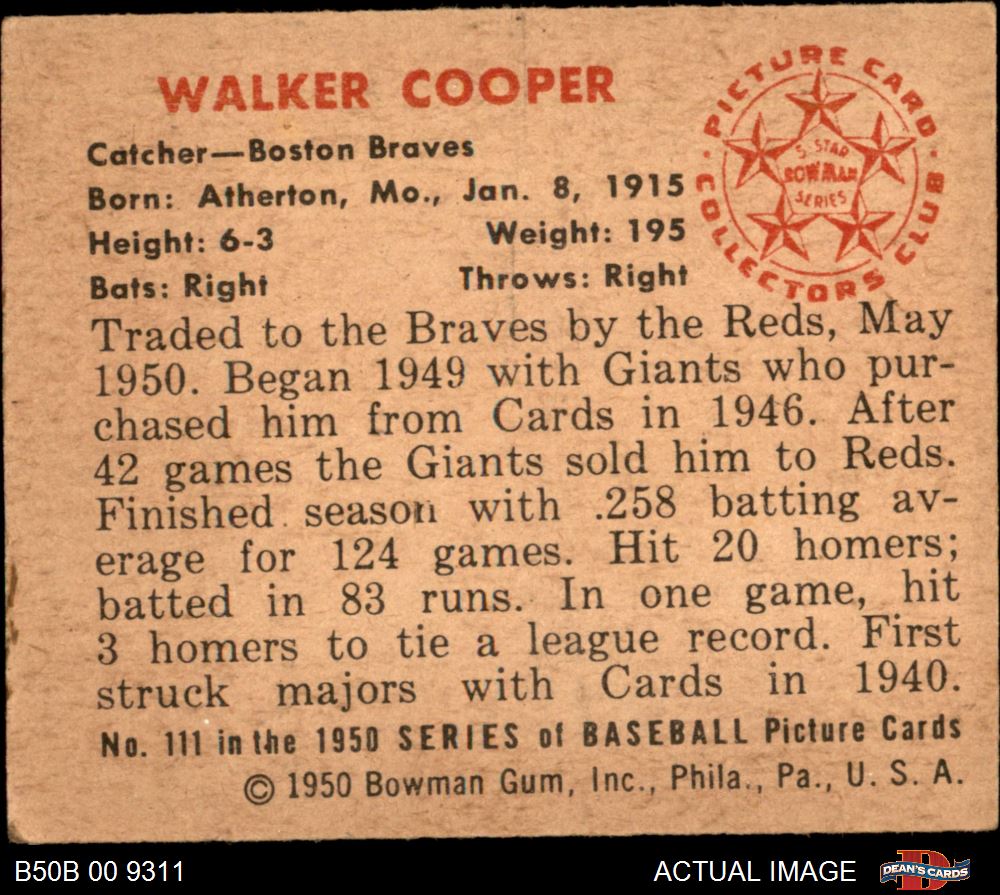 WALKER COOPER
PICTURE CARD COLLECTORS CLUB
5 STAR
BOWMAN
SERIES
Catcher—Boston Braves
Born: Atherton, Mo., Jan. 8, 1915
Height: 6-3 Weight: 195
Bats: Right Throws: Right
Traded to the Braves by the Reds, May
1950. Began 1949 with Giants who pur-
chased him from Cards in 1946. After
42 games the Giants sold him to Reds.
Finished season with .258 batting av-
erage for 124 games. Hit 20 homers;
batted in 83 runs. In one game, hit
3 homers to tie a league record. First
struck majors with Cards in 1940.
No. 111 in the 1950 SERIES of BASEBALL Picture Cards
© 1950 Bowman Gum, Inc., Phila., Pa., U. S. A.
B50B 00 9311 ACTUAL IMAGE D DEAN'S CARDS